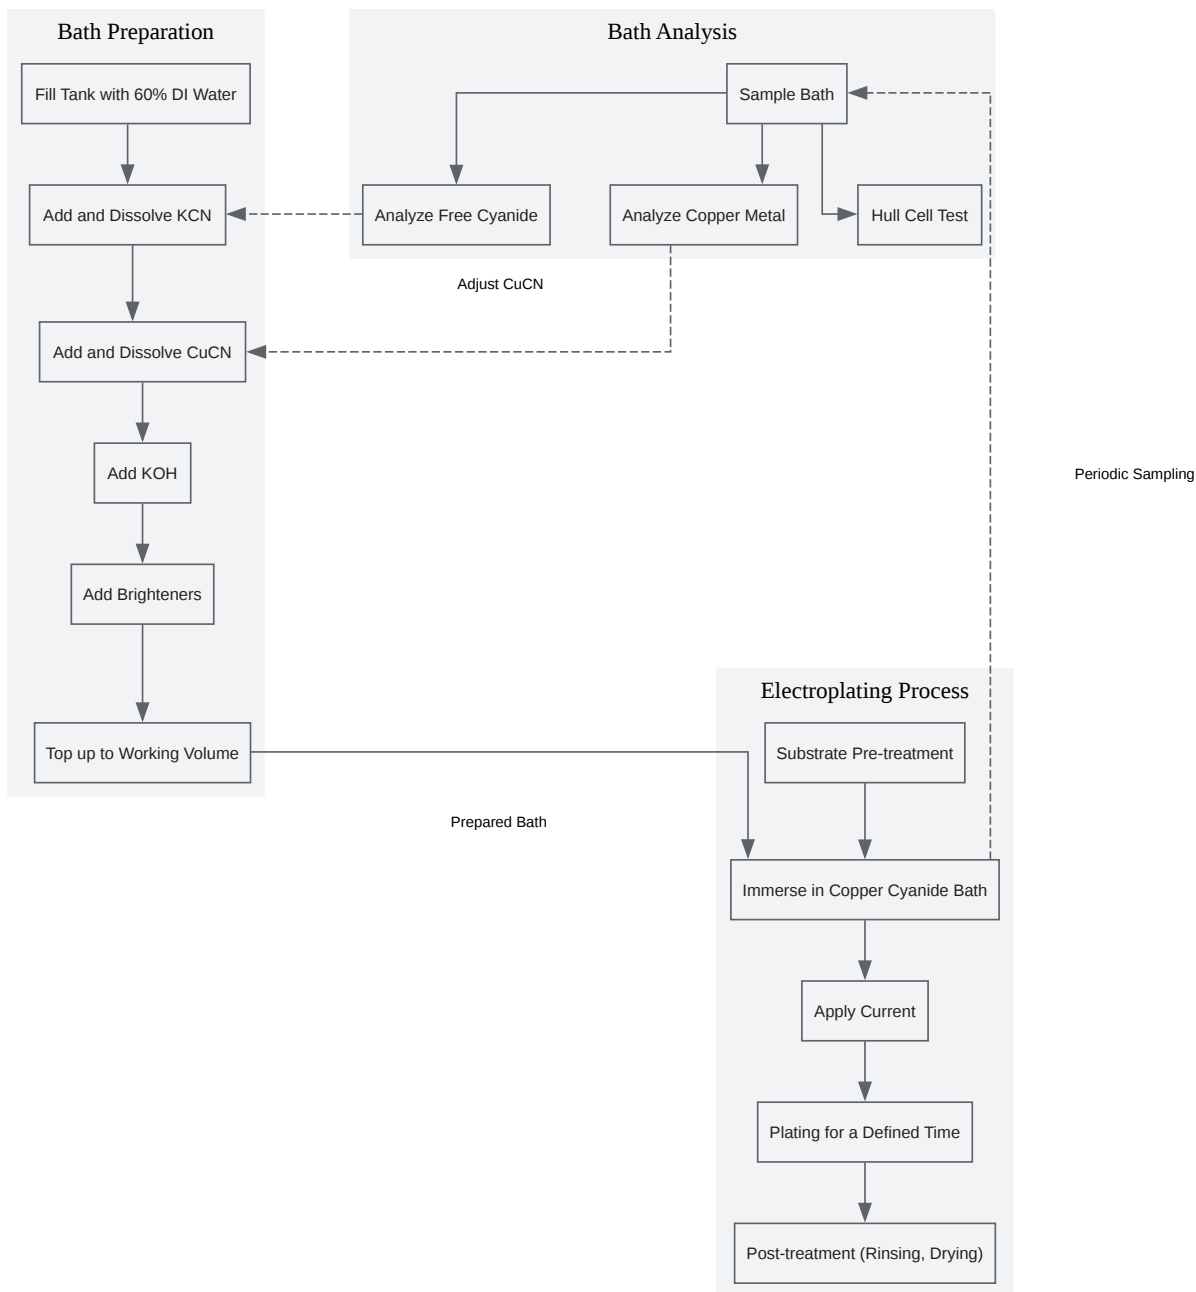 Bath Preparation
Fill Tank with 60% DI Water
Add and Dissolve KCN
Add and Dissolve CuCN
Add KOH
Add Brighteners
Top up to Working Volume
Bath Analysis
Sample Bath
Analyze Free Cyanide
Analyze Copper Metal
Hull Cell Test
Adjust CuCN
Periodic Sampling
Prepared Bath
Electroplating Process
Substrate Pre-treatment
Immerse in Copper Cyanide Bath
Apply Current
Plating for a Defined Time
Post-treatment (Rinsing, Drying)